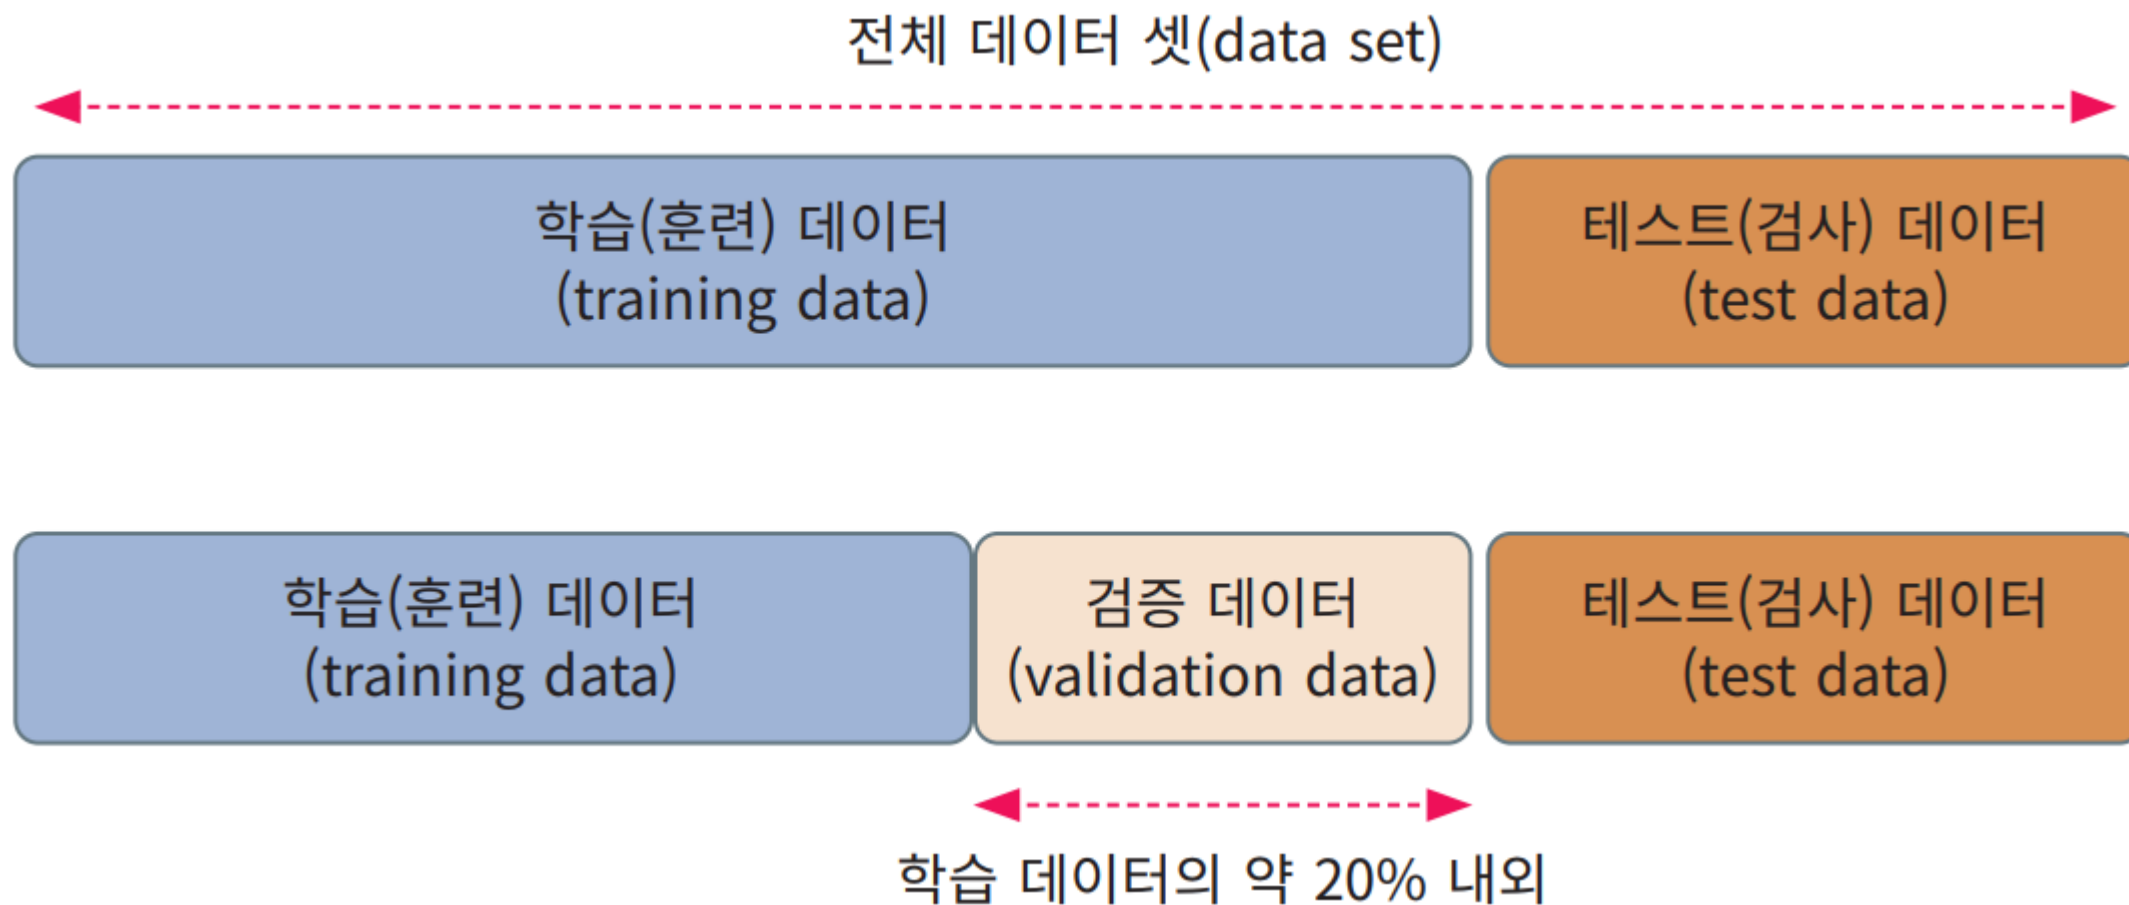 전체 데이터 셋(data set)
학습(훈련) 데이터
(training data)
테스트(검사) 데이터
(test data)
학습(훈련) 데이터
(training data)
검증 데이터
(validation data)
테스트(검사) 데이터
(test data)
학습 데이터의 약 20% 내외